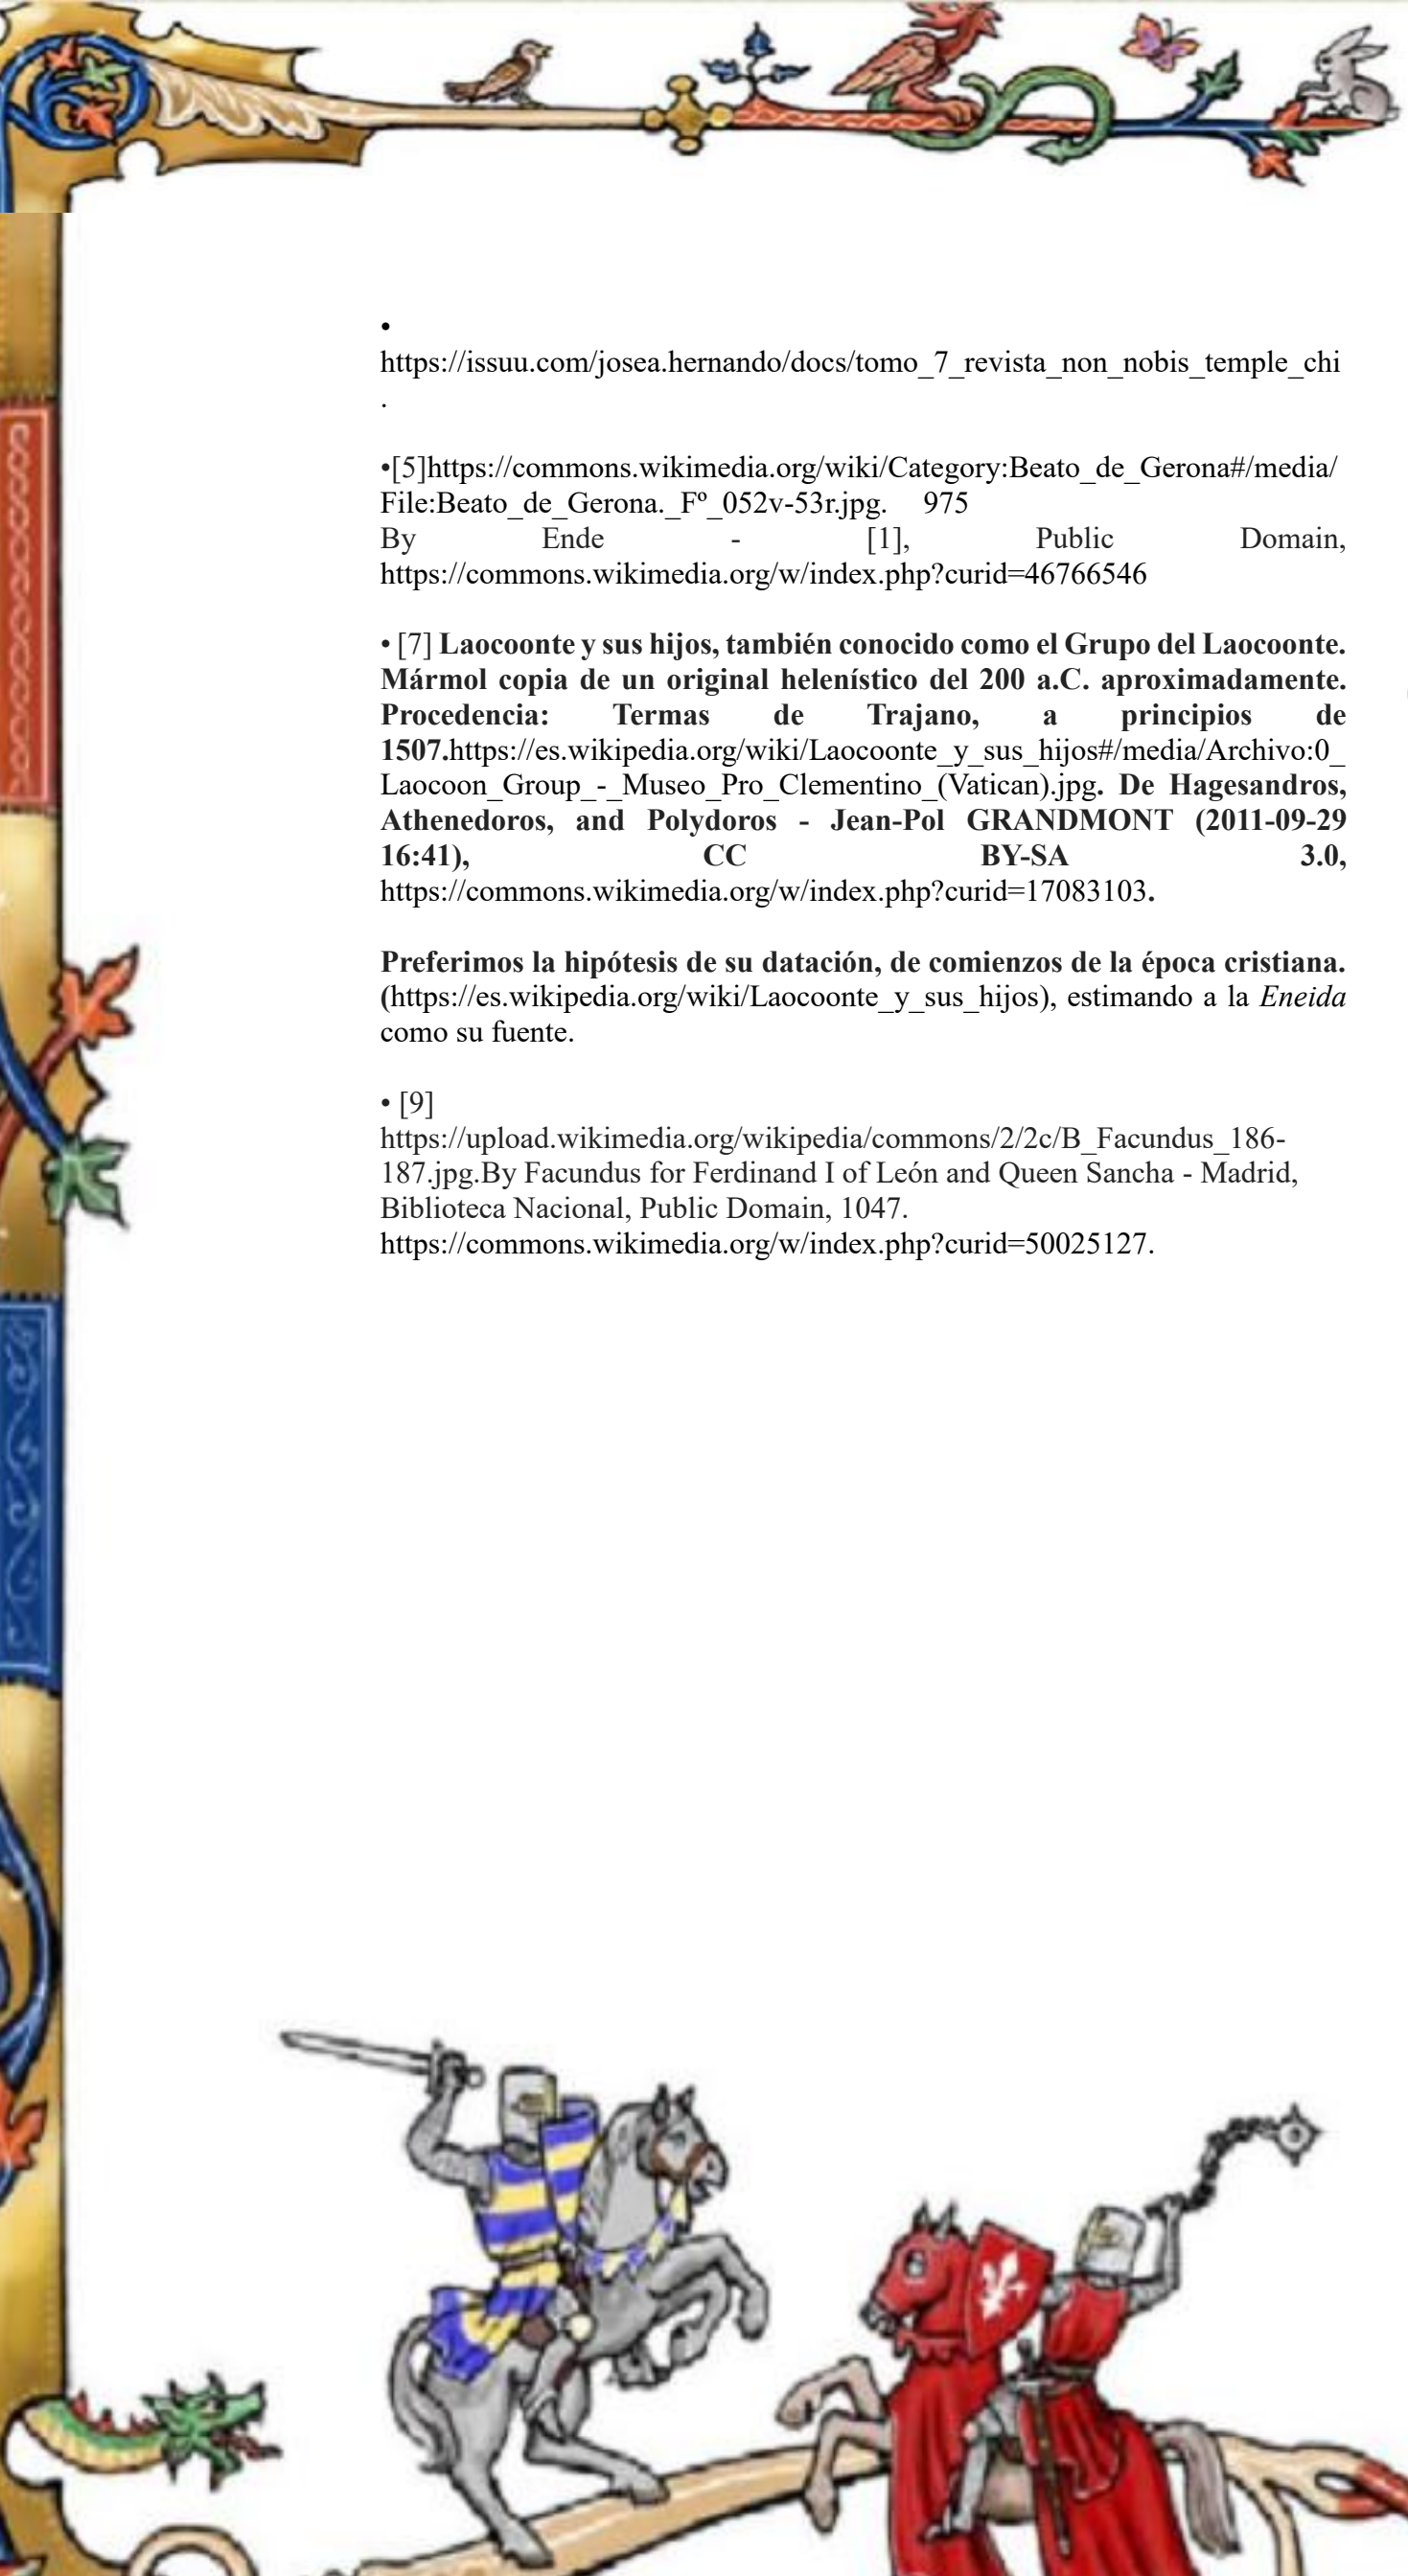 •
https://issuu.com/josea.hernando/docs/tomo_7_revista_non_nobis_temple_chi
.
•[5]https://commons.wikimedia.org/wiki/Category:Beato_de_Gerona#/media/
File:Beato_de_Gerona._Fº_052v-53r.jpg. 975
By Ende - [1], Public Domain,
https://commons.wikimedia.org/w/index.php?curid=46766546
• [7] Laocoonte y sus hijos, también conocido como el Grupo del Laocoonte.
Mármol copia de un original helenístico del 200 a.C. aproximadamente.
Procedencia: Termas de Trajano, a principios de
1507.https://es.wikipedia.org/wiki/Laocoonte_y_sus_hijos#/media/Archivo:0_
Laocoon_Group_-_Museo_Pro_Clementino_(Vatican).jpg. De Hagesandros,
Athenedoros, and Polydoros - Jean-Pol GRANDMONT (2011-09-29
16:41), CC BY-SA 3.0,
https://commons.wikimedia.org/w/index.php?curid=17083103.
Preferimos la hipótesis de su datación, de comienzos de la época cristiana.
(https://es.wikipedia.org/wiki/Laocoonte_y_sus_hijos), estimando a la Eneida
como su fuente.
• [9]
https://upload.wikimedia.org/wikipedia/commons/2/2c/B_Facundus_186-
187.jpg.By Facundus for Ferdinand I of León and Queen Sancha - Madrid,
Biblioteca Nacional, Public Domain, 1047.
https://commons.wikimedia.org/w/index.php?curid=50025127.